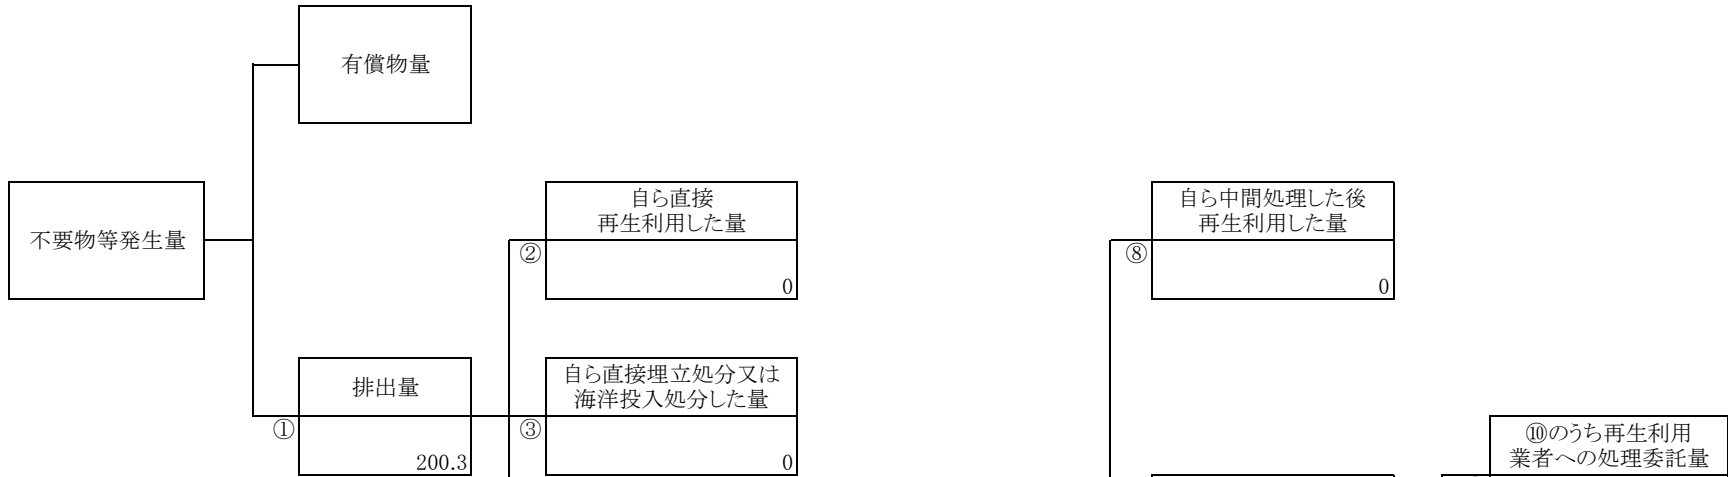 有償物量
不要物等発生量
自ら直接
再生利用した量
②
0
自ら中間処理した後
再生利用した量
⑧
0
排出量
①
200.3
自ら直接埋立処分又は
海洋投入処分した量
③
0
⑩のうち再生利用
業者への処理委託量